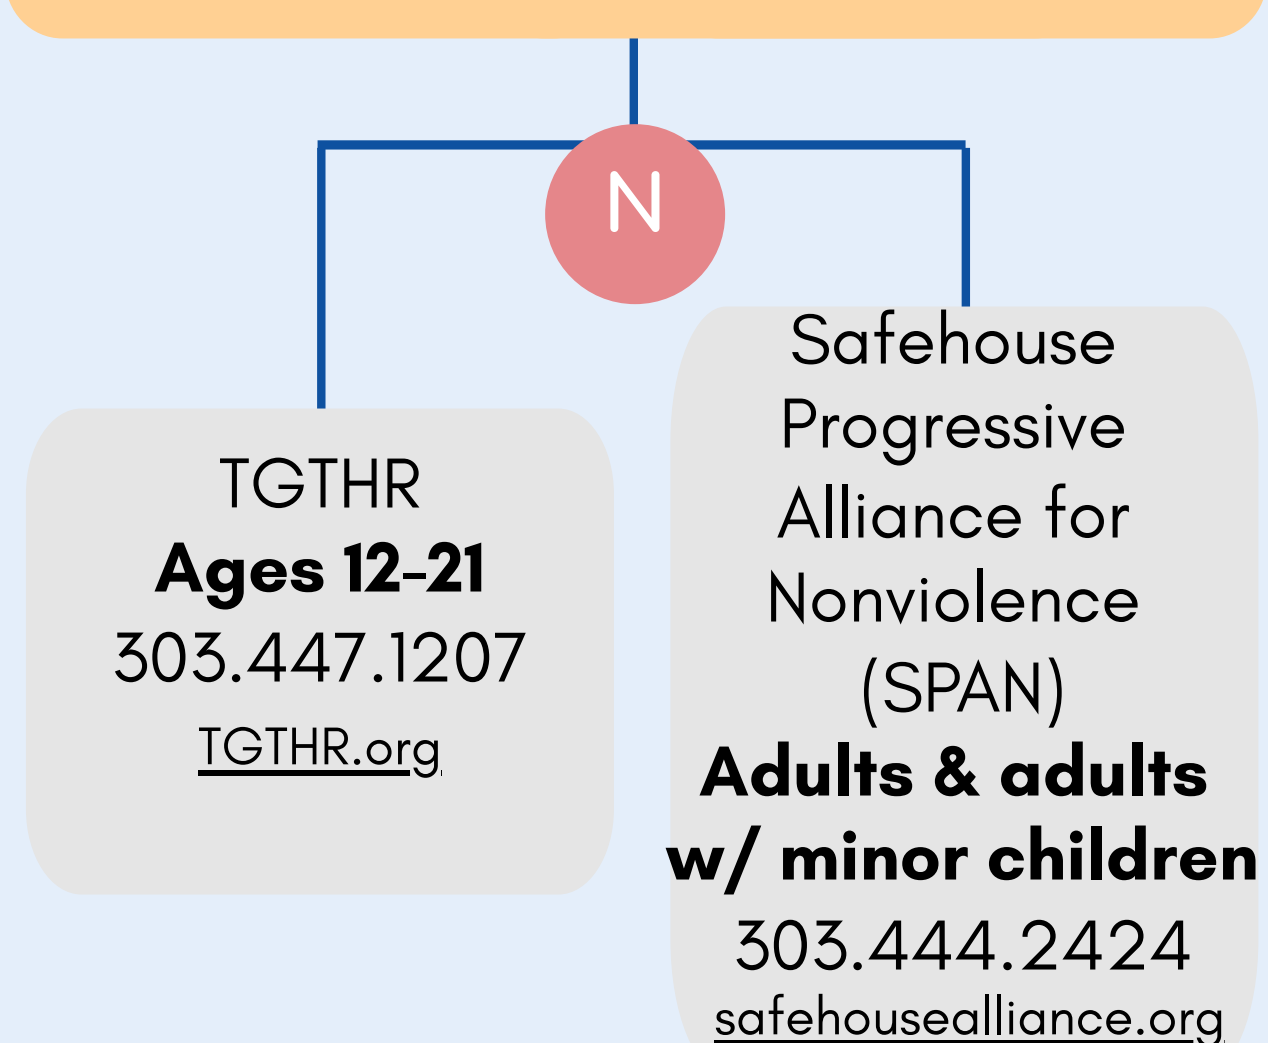 N
TGTHR
Ages 12-21
303.447.1207
TGTHR.org
Safehouse
Progressive
Alliance for
Nonviolence
(SPAN)
Adults & adults
w/ minor children
303.444.2424
safehousealliance.org